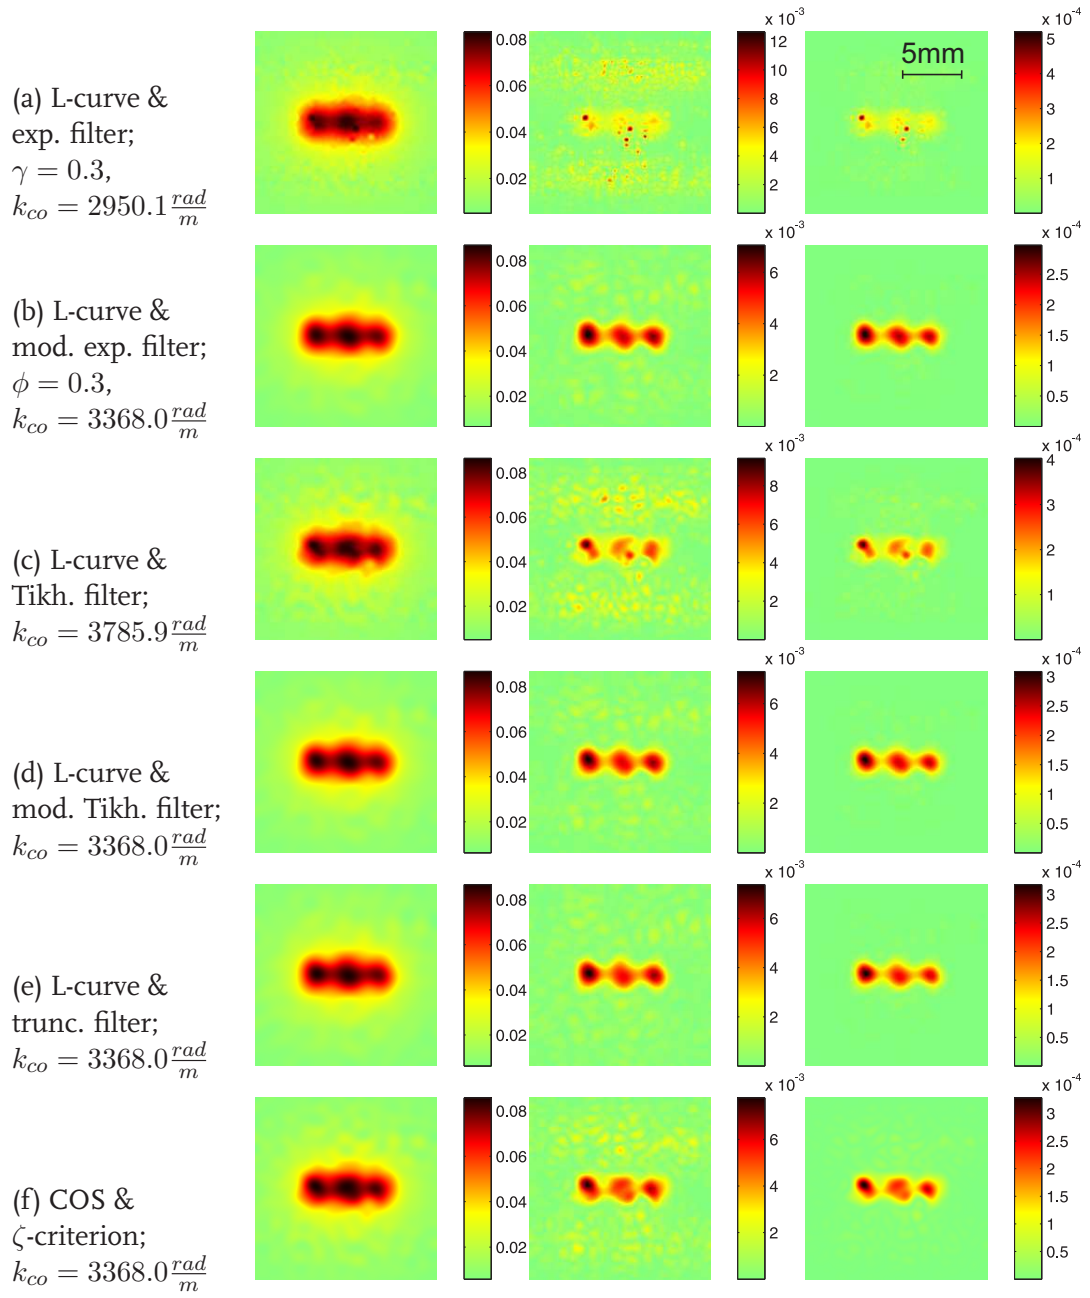 (a) L-curve &
exp. filter;
γ = 0.3,
k_co = 2950.1 rad/m
0.08
0.06
0.04
0.02
x 10⁻³
12
10
8
6
4
2
5mm
x 10⁻⁴
5
4
3
2
1
(b) L-curve &
mod. exp. filter;
ϕ = 0.3,
k_co = 3368.0 rad/m
0.08
0.06
0.04
0.02
x 10⁻³
6
4
2
x 10⁻⁴
2.5
2
1.5
1
0.5
(c) L-curve &
Tikh. filter;
k_co = 3785.9 rad/m
0.08
0.06
0.04
0.02
x 10⁻³
8
6
4
2
x 10⁻⁴
4
3
2
1
(d) L-curve &
mod. Tikh. filter;
k_co = 3368.0 rad/m
0.08
0.06
0.04
0.02
x 10⁻³
6
4
2
x 10⁻⁴
3
2.5
2
1.5
1
0.5
(e) L-curve &
trunc. filter;
k_co = 3368.0 rad/m
0.08
0.06
0.04
0.02
x 10⁻³
6
4
2
x 10⁻⁴
3
2.5
2
1.5
1
0.5
(f) COS &
ζ-criterion;
k_co = 3368.0 rad/m
0.08
0.06
0.04
0.02
x 10⁻³
6
4
2
x 10⁻⁴
3
2.5
2
1.5
1
0.5